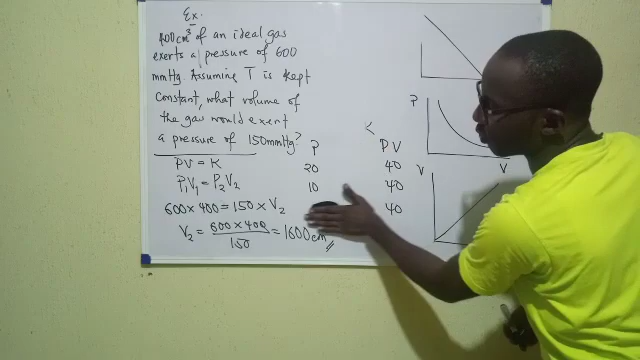 Ex.
400cm³ of an ideal gas
exerts a pressure of 600
mmHg. Assuming T is kept
constant, what volume of
the gas would exert
a pressure of 150mmHg?
PV = K
P₁V₁ = P₂V₂
600 x 400 = 150 x V₂
V₂ = 600 x 400 / 150 = 1600cm
P
20
10
PV
40
40
40
P
V
V